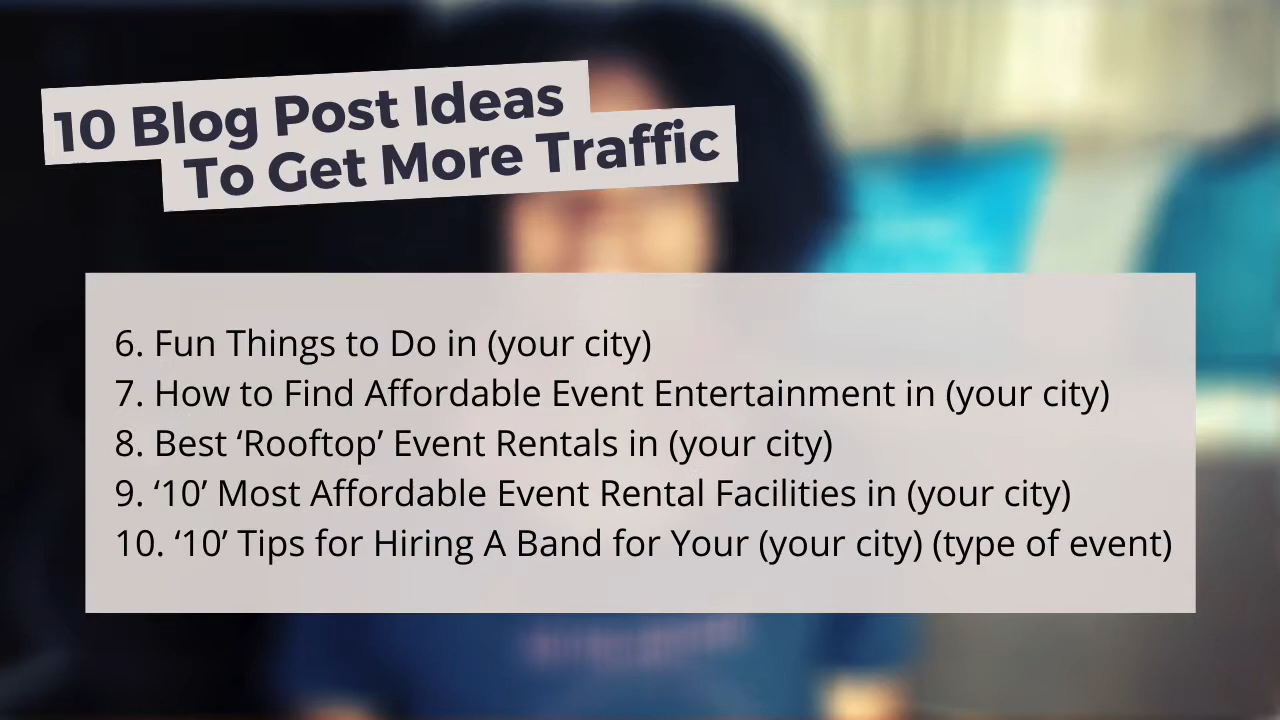 10 Blog Post Ideas
To Get More Traffic
6. Fun Things to Do in (your city)
7. How to Find Affordable Event Entertainment in (your city)
8. Best ‘Rooftop’ Event Rentals in (your city)
9. ‘10’ Most Affordable Event Rental Facilities in (your city)
10. ‘10’ Tips for Hiring A Band for Your (your city) (type of event)